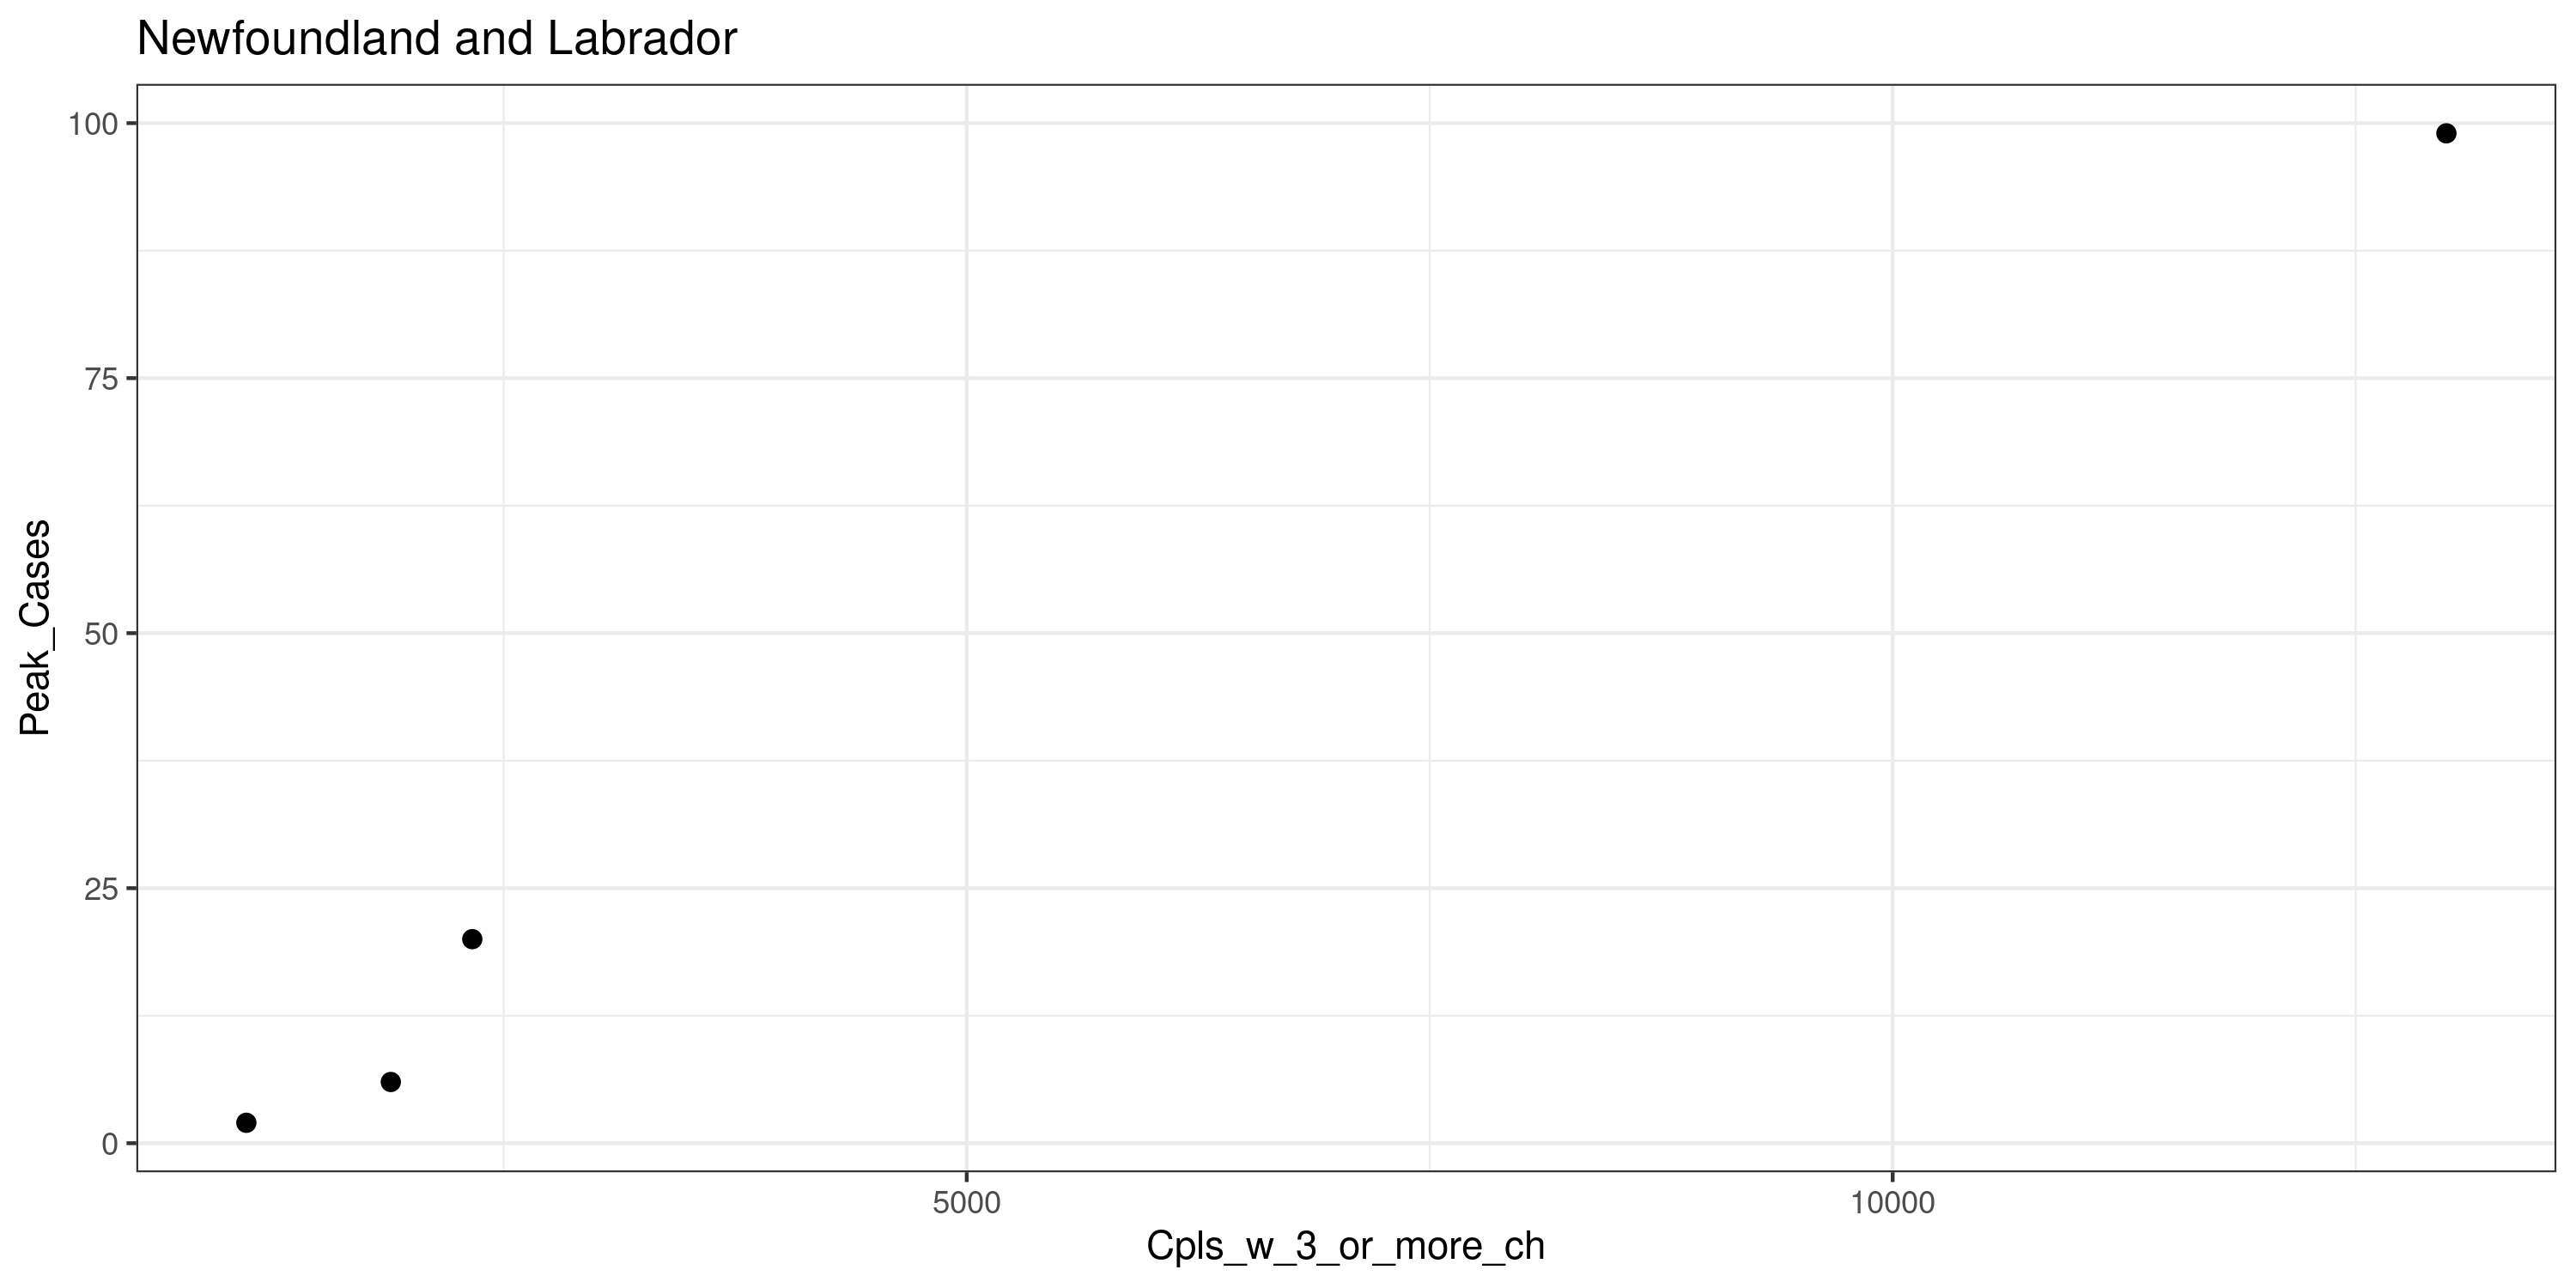 Newfoundland and Labrador
100
75
50
25
0
Peak_Cases
5000 10000
Cpls_w_3_or_more_ch